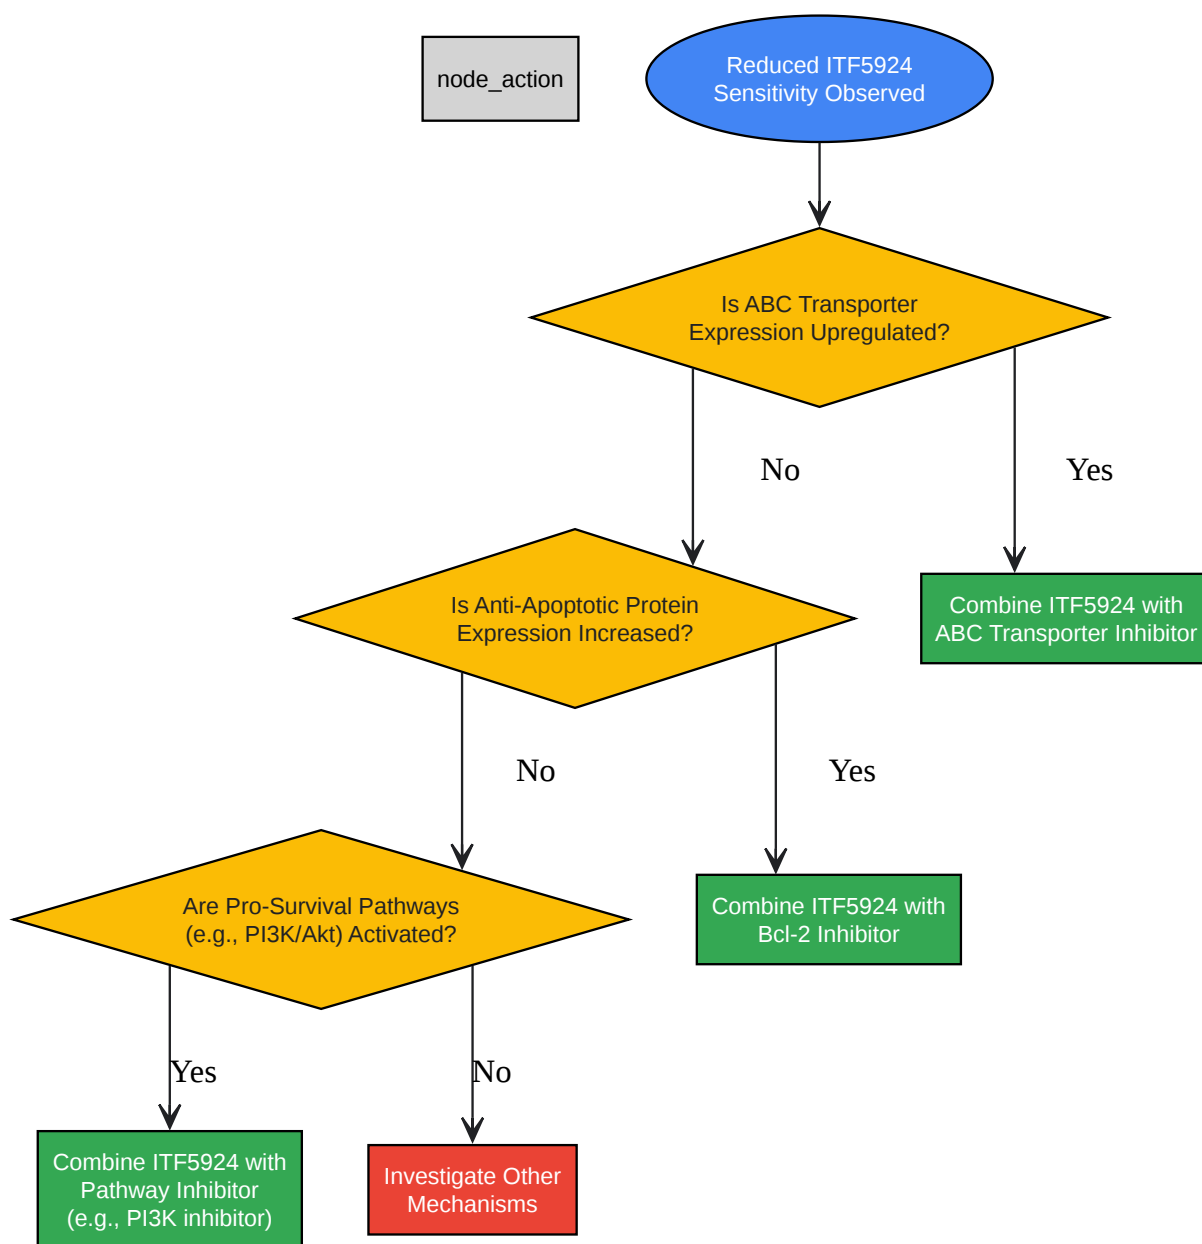 node_action
Reduced ITF5924
Sensitivity Observed
Is ABC Transporter
Expression Upregulated?
No
Yes
Is Anti-Apoptotic Protein
Expression Increased?
Combine ITF5924 with
ABC Transporter Inhibitor
No
Yes
Are Pro-Survival Pathways
(e.g., PI3K/Akt) Activated?
Combine ITF5924 with
Bcl-2 Inhibitor
Yes
No
Combine ITF5924 with
Pathway Inhibitor
(e.g., PI3K inhibitor)
Investigate Other
Mechanisms